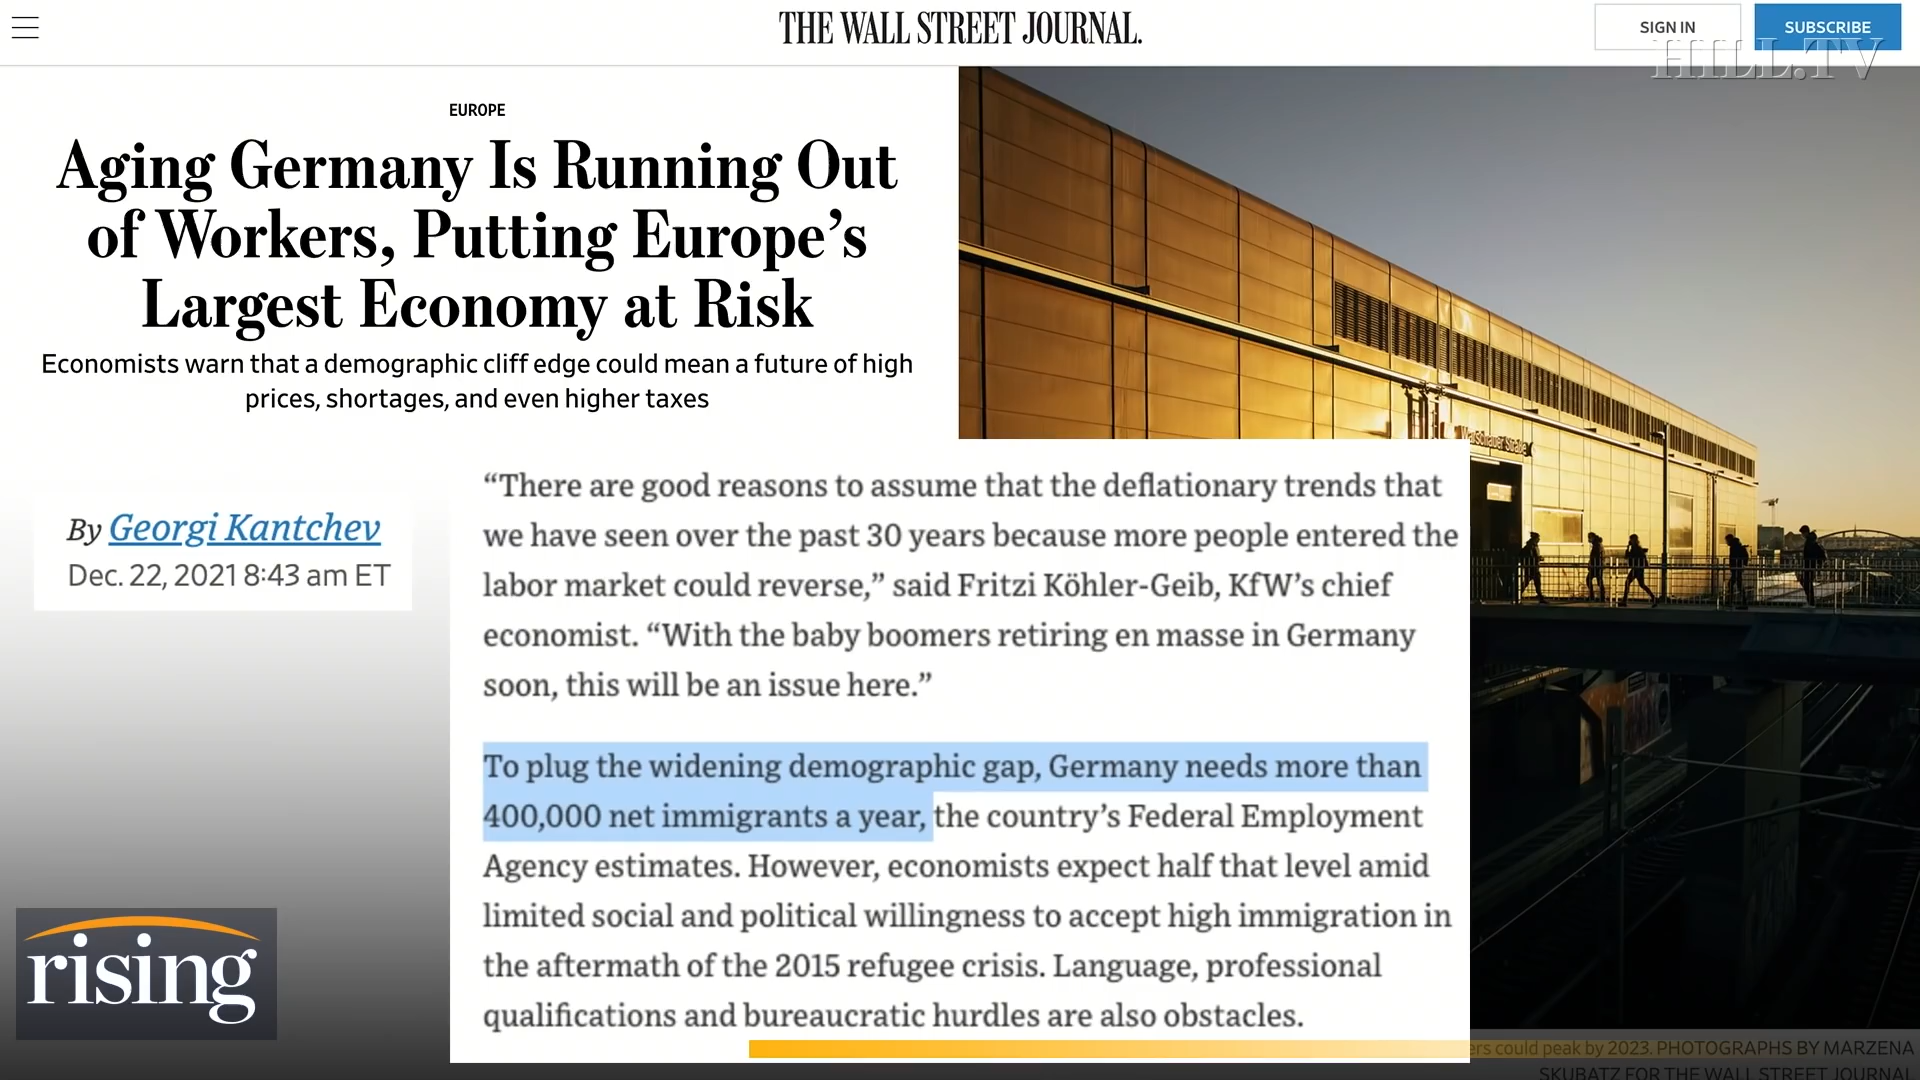 THE WALL STREET JOURNAL.
SIGN IN
SUBSCRIBE
HILL.TV
EUROPE
Aging Germany Is Running Out
of Workers, Putting Europe’s
Largest Economy at Risk
Economists warn that a demographic cliff edge could mean a future of high
prices, shortages, and even higher taxes
By Georgi Kantchev
Dec. 22, 2021 8:43 am ET
“There are good reasons to assume that the deflationary trends that
we have seen over the past 30 years because more people entered the
labor market could reverse,” said Fritzi Köhler-Geib, KfW’s chief
economist. “With the baby boomers retiring en masse in Germany
soon, this will be an issue here.”
To plug the widening demographic gap, Germany needs more than
400,000 net immigrants a year, the country’s Federal Employment
Agency estimates. However, economists expect half that level amid
limited social and political willingness to accept high immigration in
the aftermath of the 2015 refugee crisis. Language, professional
qualifications and bureaucratic hurdles are also obstacles.
Warschauer Straße
rising
ers could peak by 2023. PHOTOGRAPHS BY MARZENA
SKUBATZ FOR THE WALL STREET JOURNAL